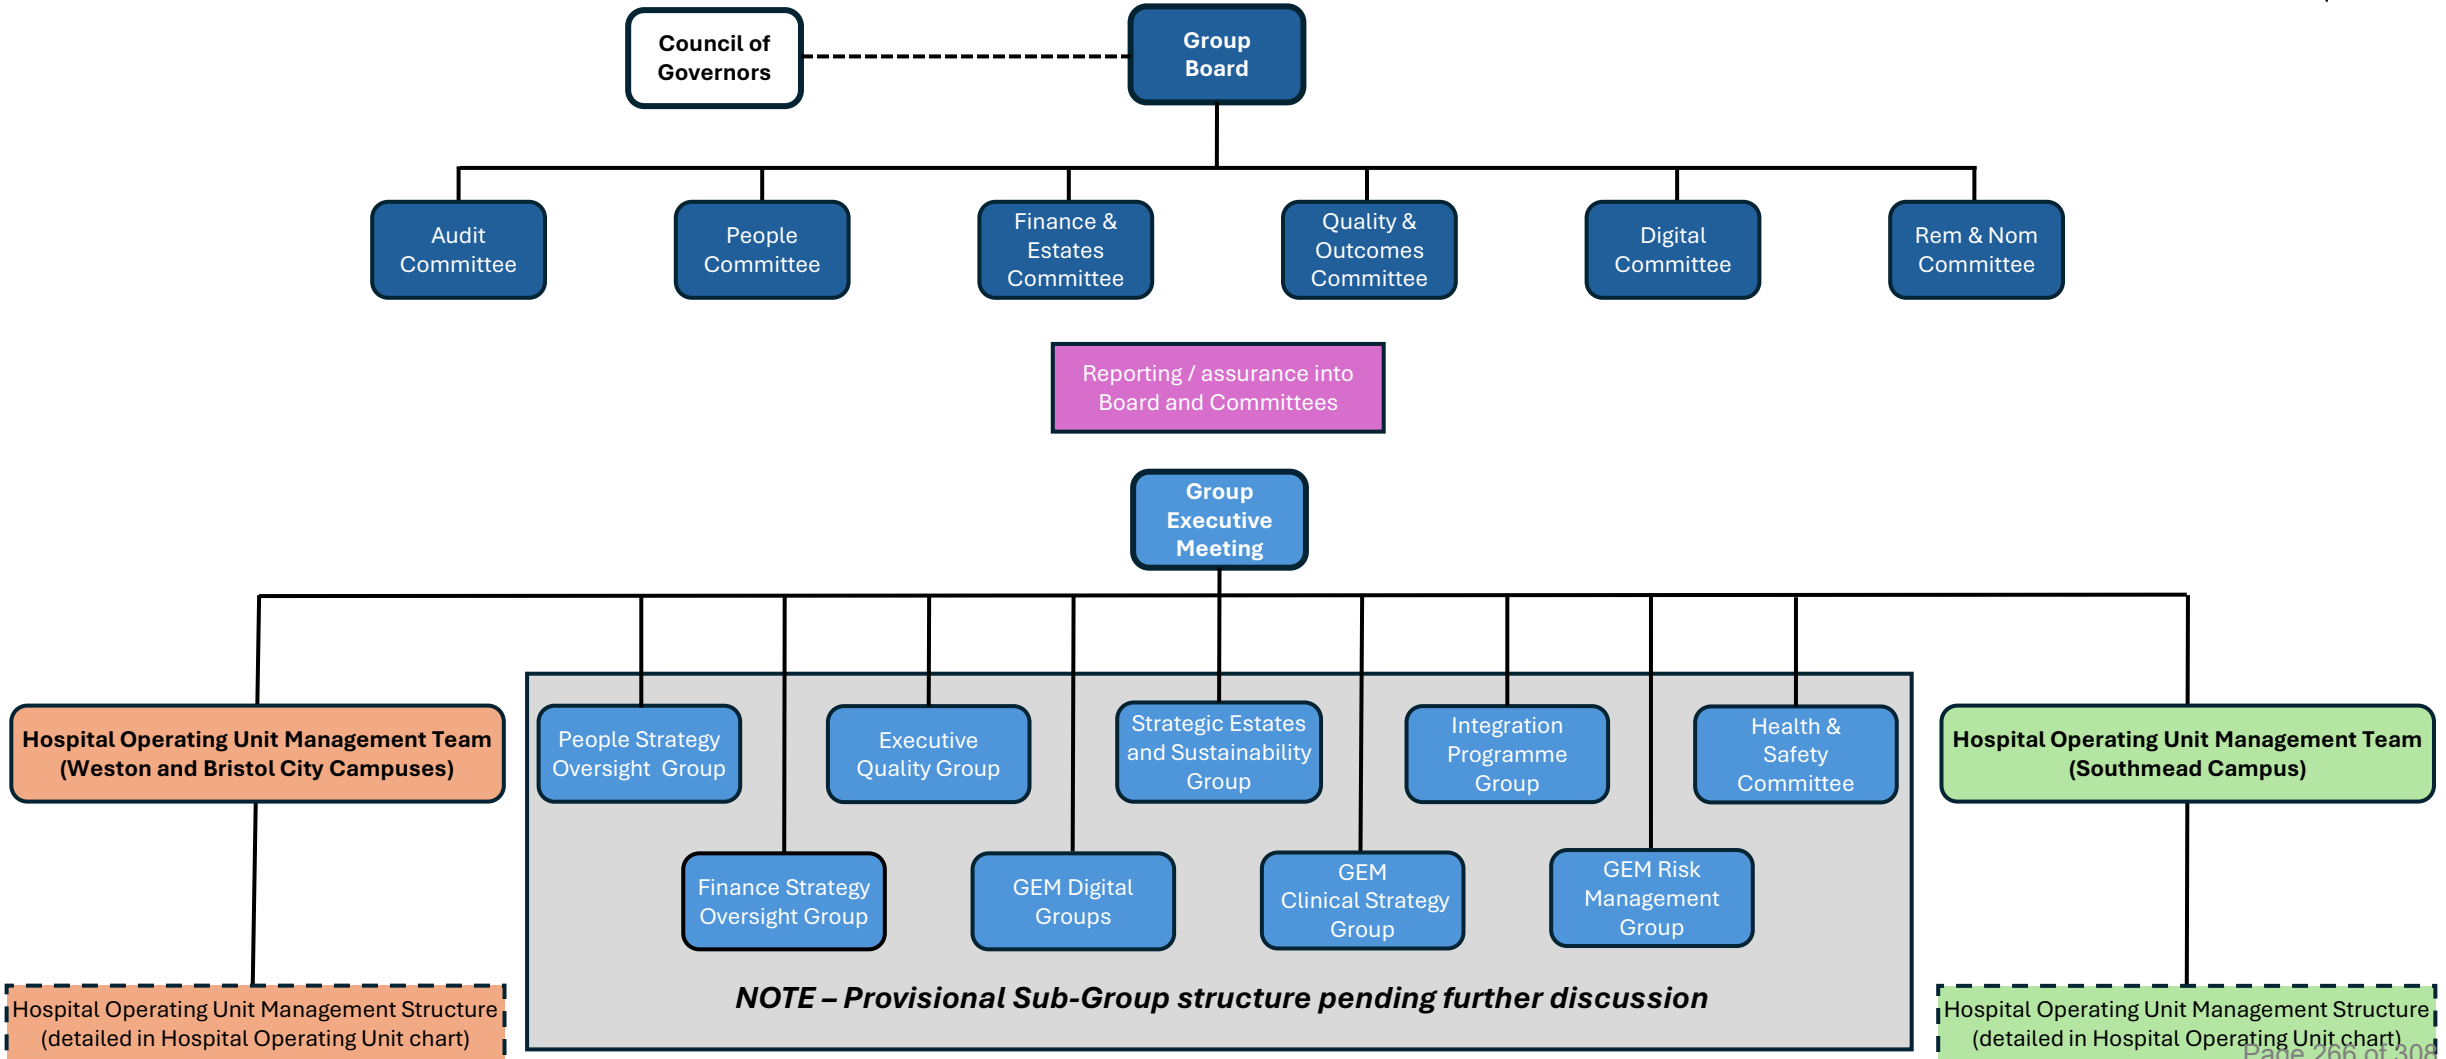 Council of
Governors
Group
Board
Audit
Committee
People
Committee
Finance &
Estates
Committee
Quality &
Outcomes
Committee
Digital
Committee
Rem & Nom
Committee
Reporting / assurance into
Board and Committees
Group
Executive
Meeting
Hospital Operating Unit Management Team
(Weston and Bristol City Campuses)
People Strategy
Oversight Group
Executive
Quality Group
Strategic Estates
and Sustainability
Group
Integration
Programme
Group
Health &
Safety
Committee
Hospital Operating Unit Management Team
(Southmead Campus)
Finance Strategy
Oversight Group
GEM Digital
Groups
GEM
Clinical Strategy
Group
GEM Risk
Management
Group
NOTE – Provisional Sub-Group structure pending further discussion
Hospital Operating Unit Management Structure
(detailed in Hospital Operating Unit chart)
Hospital Operating Unit Management Structure
(detailed in Hospital Operating Unit chart)
Page 266 of 308